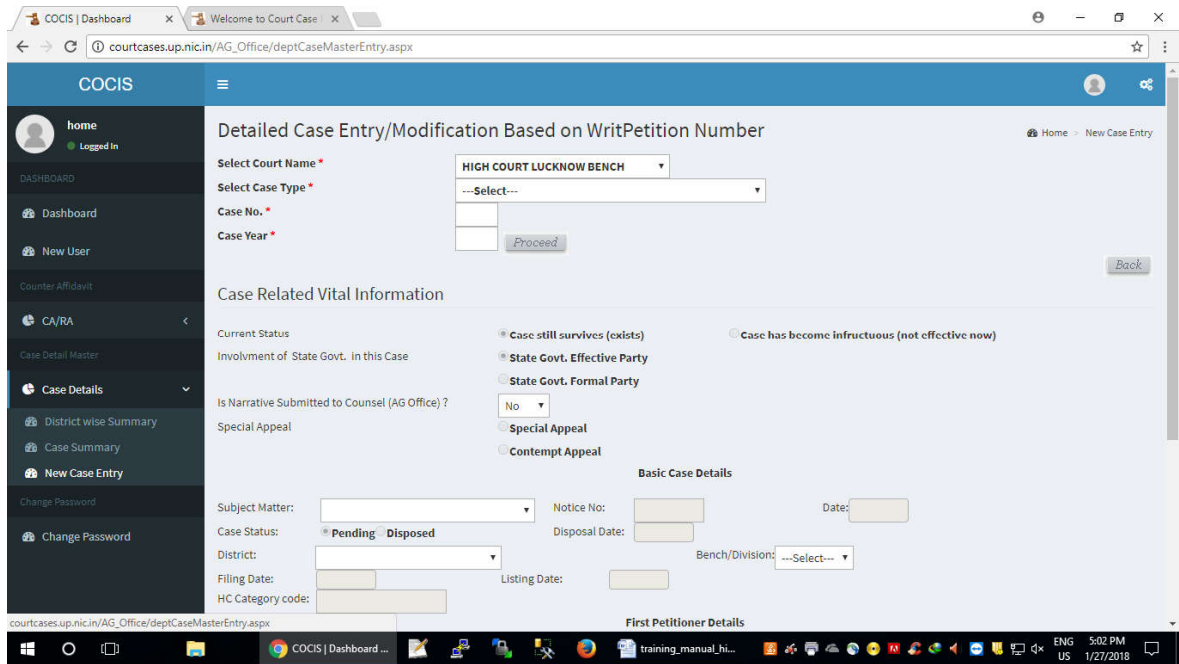 COCIS | Dashboard
Welcome to Court Case
courtcases.up.nic.in/AG_Office/deptCaseMasterEntry.aspx
COCIS
home
Logged In
DASHBOARD
Dashboard
New User
Counter Affidavit
CA/RA
Case Detail Master
Case Details
District wise Summary
Case Summary
New Case Entry
Change Password
Change Password
Detailed Case Entry/Modification Based on WritPetition Number
Home > New Case Entry
Select Court Name * HIGH COURT LUCKNOW BENCH
Select Case Type * ---Select---
Case No. *
Case Year * Proceed
Back
Case Related Vital Information
Current Status Case still survives (exists) Case has become infructuous (not effective now)
Involvment of State Govt. in this Case State Govt. Effective Party
State Govt. Formal Party
Is Narrative Submitted to Counsel (AG Office) ? No
Special Appeal Special Appeal
Contempt Appeal
Basic Case Details
Subject Matter: Notice No: Date:
Case Status: Pending Disposed Disposal Date:
District: Bench/Division: ---Select---
Filing Date: Listing Date:
HC Category code:
First Petitioner Details
courtcases.up.nic.in/AG_Office/deptCaseMasterEntry.aspx
COCIS | Dashboard ...
training_manual_hi...
ENG 5:02 PM
US 1/27/2018